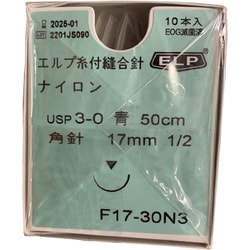 2025-01
10本入
LOT 2201JS090
EOG滅菌済
エルプ糸付縫合針 ELP
ナイロン
USP 3-0 青 50cm
角針 17mm 1/2
F17-30N3